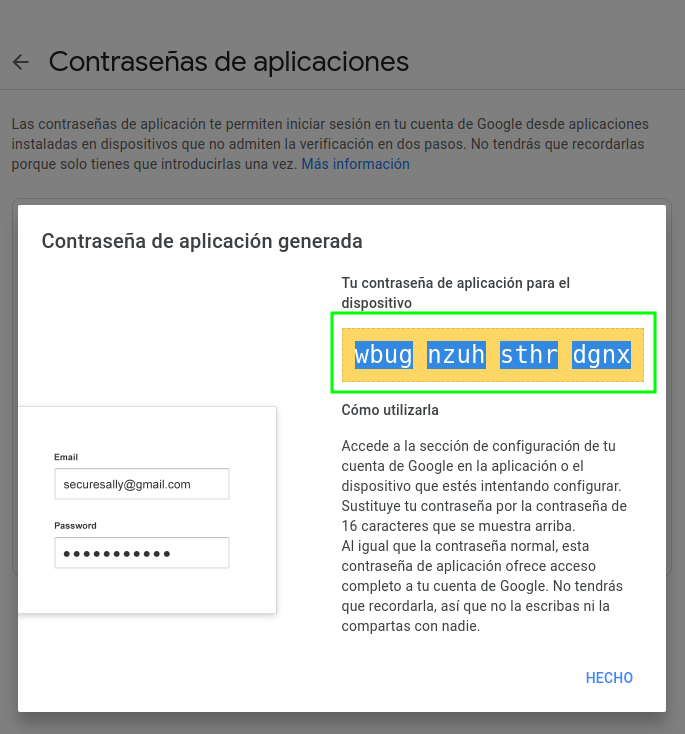 Contraseñas de aplicaciones
Las contraseñas de aplicación te permiten iniciar sesión en tu cuenta de Google desde aplicaciones
instaladas en dispositivos que no admiten la verificación en dos pasos. No tendrás que recordarlas
porque solo tienes que introducirlas una vez. Más información
Contraseña de aplicación generada
Tu contraseña de aplicación para el
dispositivo
wbug nzuh sthr dgnx
Cómo utilizarla
Accede a la sección de configuración de tu
cuenta de Google en la aplicación o el
dispositivo que estés intentando configurar.
Sustituye tu contraseña por la contraseña de
16 caracteres que se muestra arriba.
Al igual que la contraseña normal, esta
contraseña de aplicación ofrece acceso
completo a tu cuenta de Google. No tendrás
que recordarla, así que no la escribas ni la
compartas con nadie.
Email
securesally@gmail.com
Password
●●●●●●●●●●●
HECHO